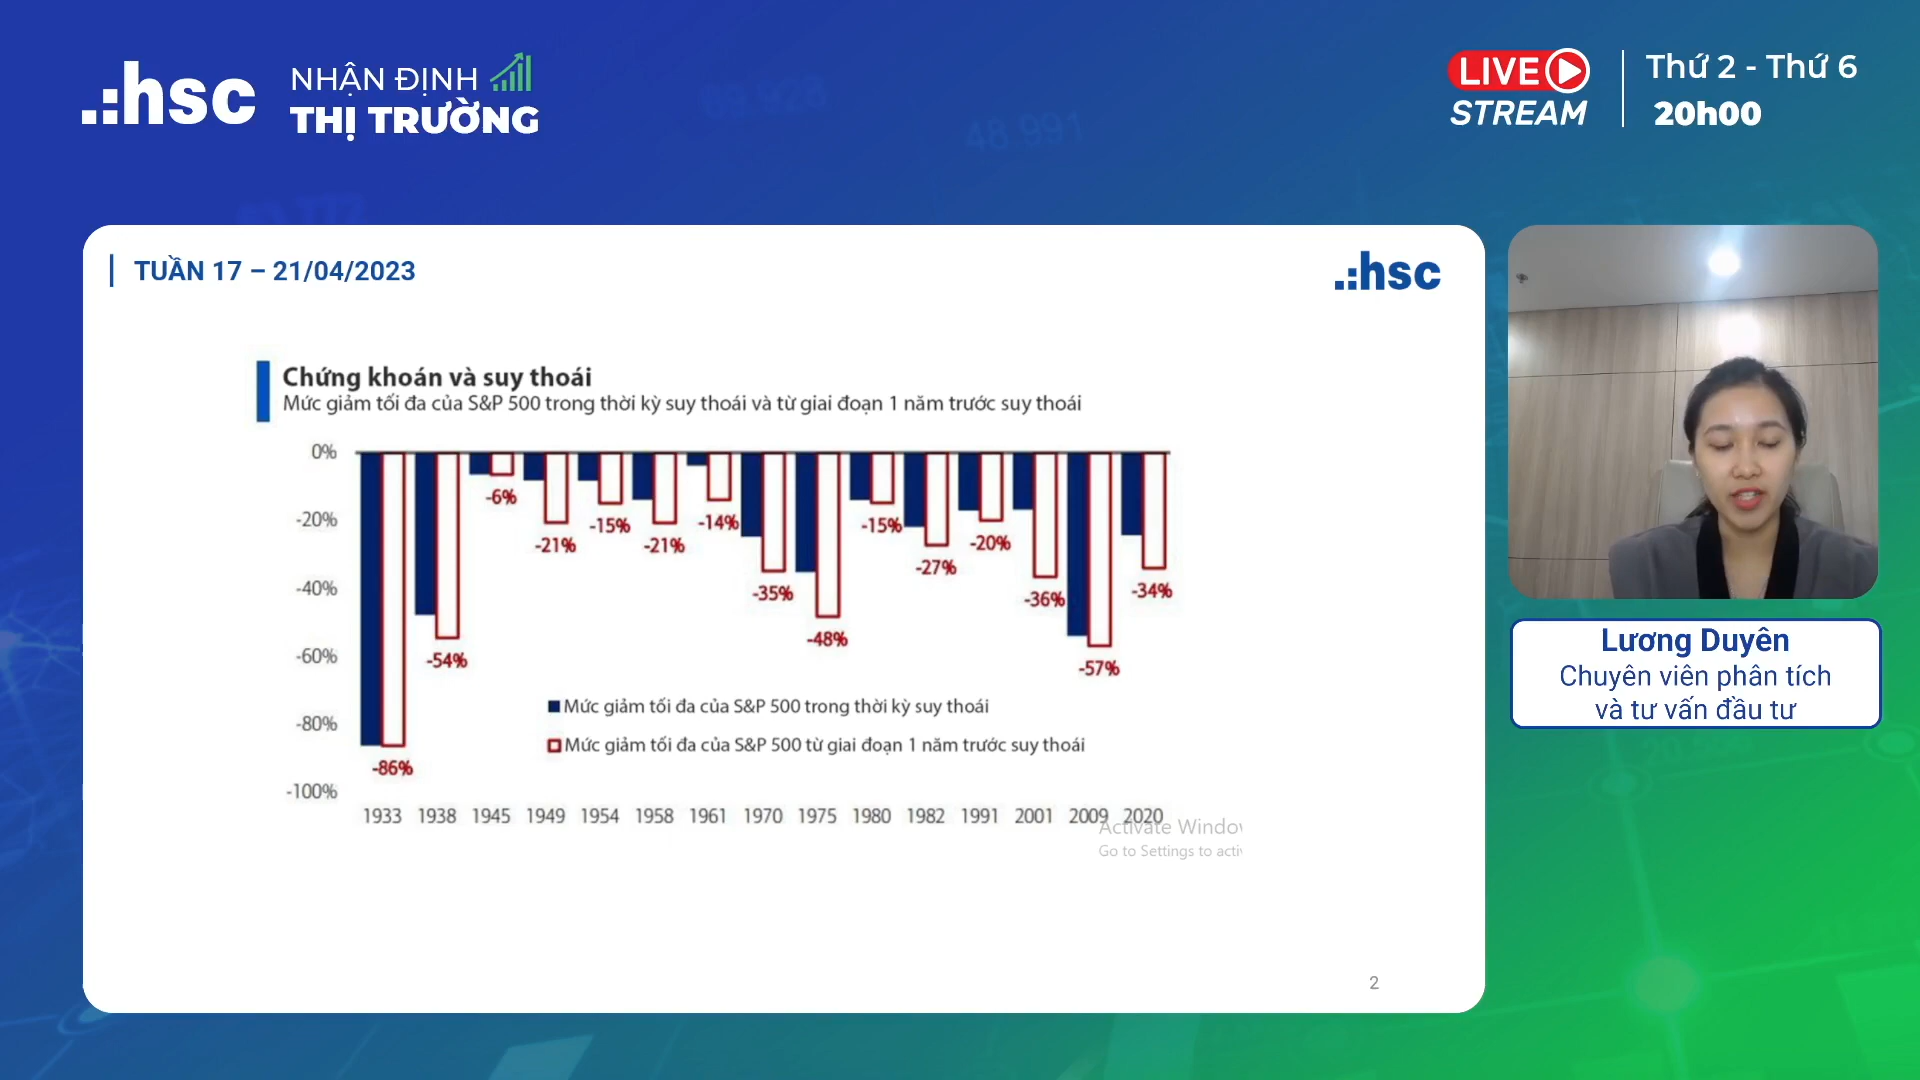 .:hsc
NHẬN ĐỊNH
THỊ TRƯỜNG
LIVE
STREAM
Thứ 2 - Thứ 6
20h00
69.928
48.991
TUẦN 17 – 21/04/2023
.:hsc
Chứng khoán và suy thoái
Mức giảm tối đa của S&P 500 trong thời kỳ suy thoái và từ giai đoạn 1 năm trước suy thoái
0%
-20%
-40%
-60%
-80%
-100%
-86%
-54%
-6%
-21%
-15%
-21%
-14%
-35%
-48%
-15%
-27%
-20%
-36%
-57%
-34%
Mức giảm tối đa của S&P 500 trong thời kỳ suy thoái
Mức giảm tối đa của S&P 500 từ giai đoạn 1 năm trước suy thoái
1933 1938 1945 1949 1954 1958 1961 1970 1975 1980 1982 1991 2001 2009 2020
Activate Window
Go to Settings to activ
2
Lương Duyên
Chuyên viên phân tích
và tư vấn đầu tư